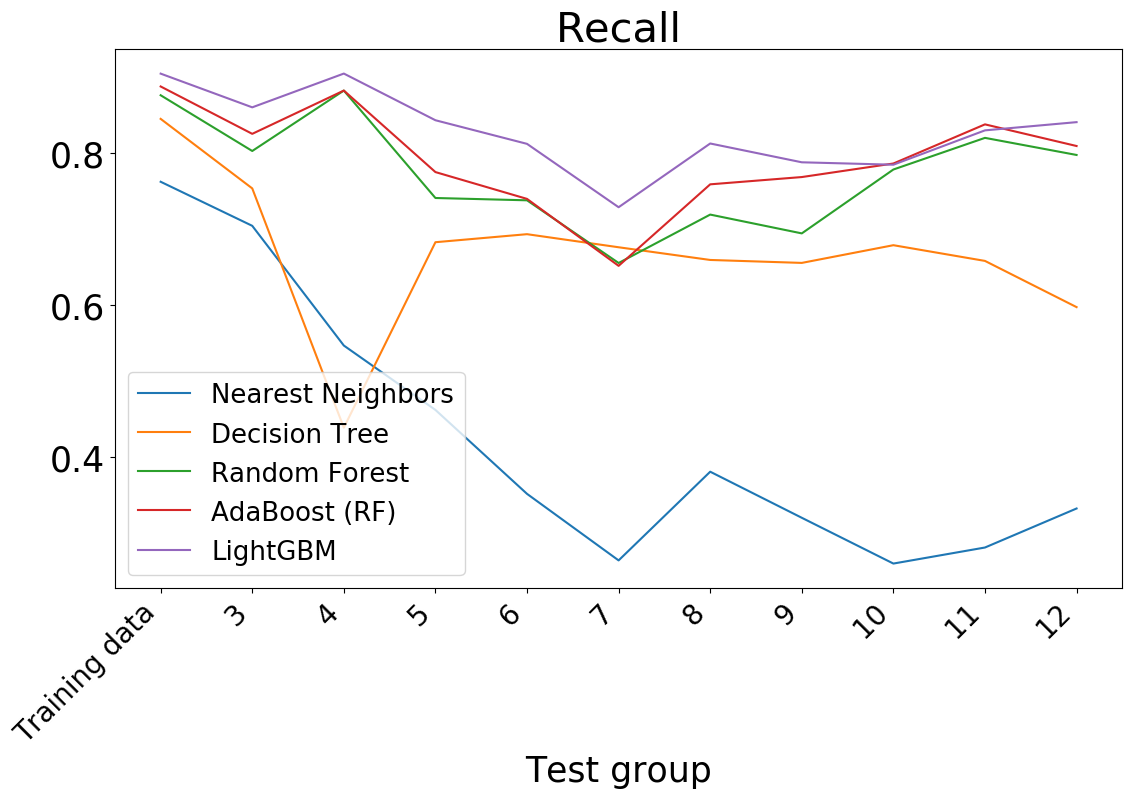 Recall
0.8
0.6
0.4
Nearest Neighbors
Decision Tree
Random Forest
AdaBoost (RF)
LightGBM
Training data
3
4
5
6
7
8
9
10
11
12
Test group